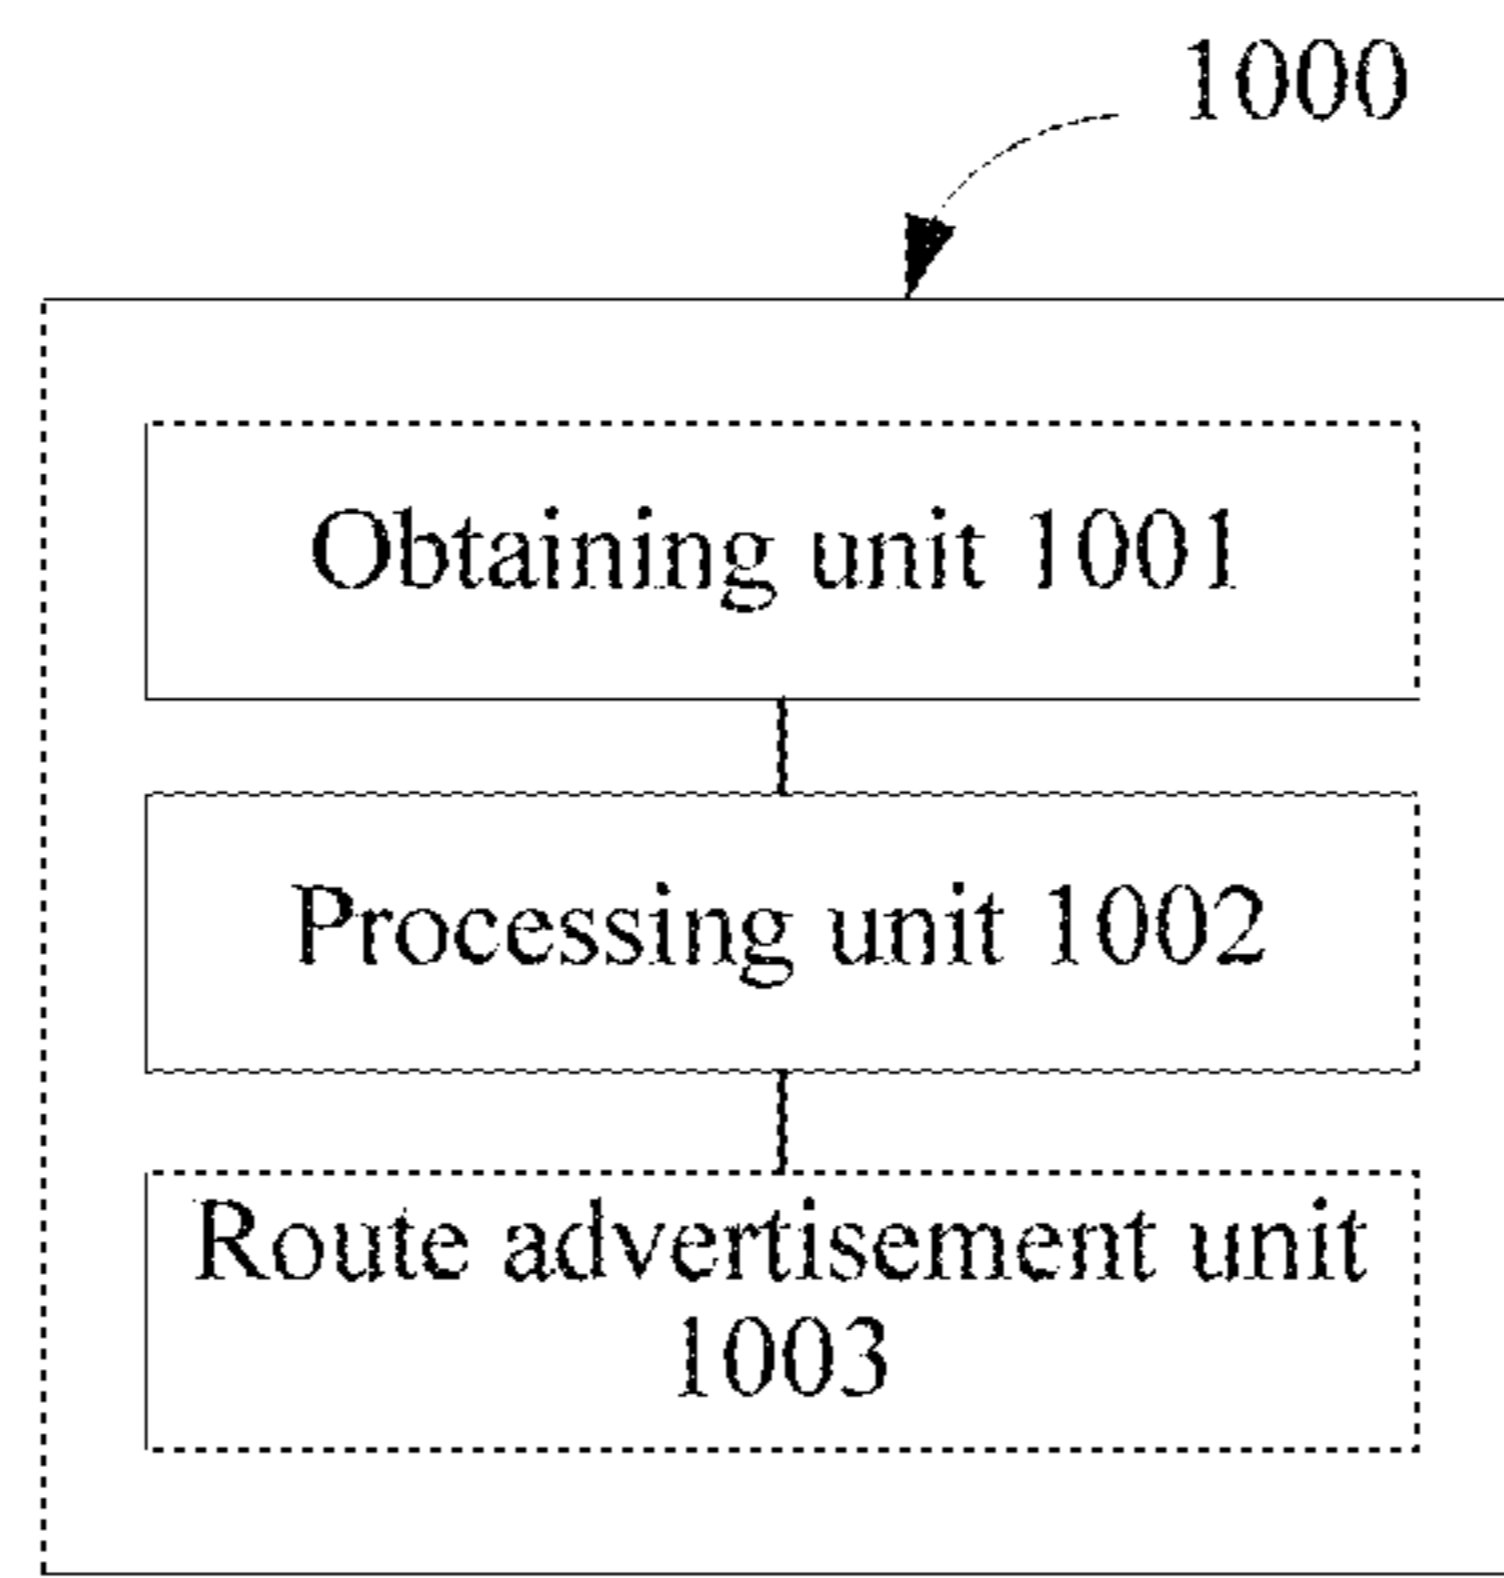 1000
Obtaining unit 1001
Processing unit 1002
Route advertisement unit
1003